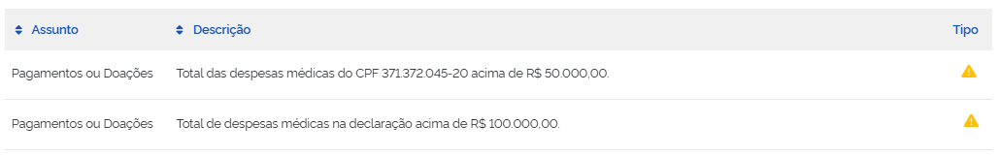 Assunto Descrição Tipo
Pagamentos ou Doações Total das despesas médicas do CPF 371.372.045-20 acima de R$ 50.000,00.
Pagamentos ou Doações Total de despesas médicas na declaração acima de R$ 100.000,00.